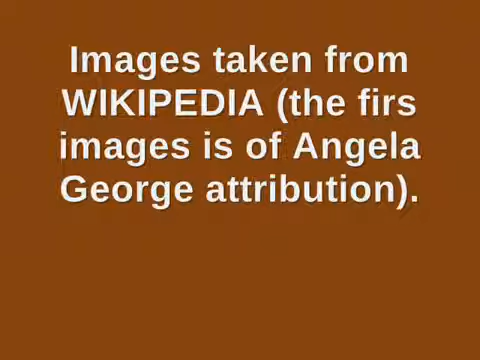 Images taken from
WIKIPEDIA (the firs
images is of Angela
George attribution).